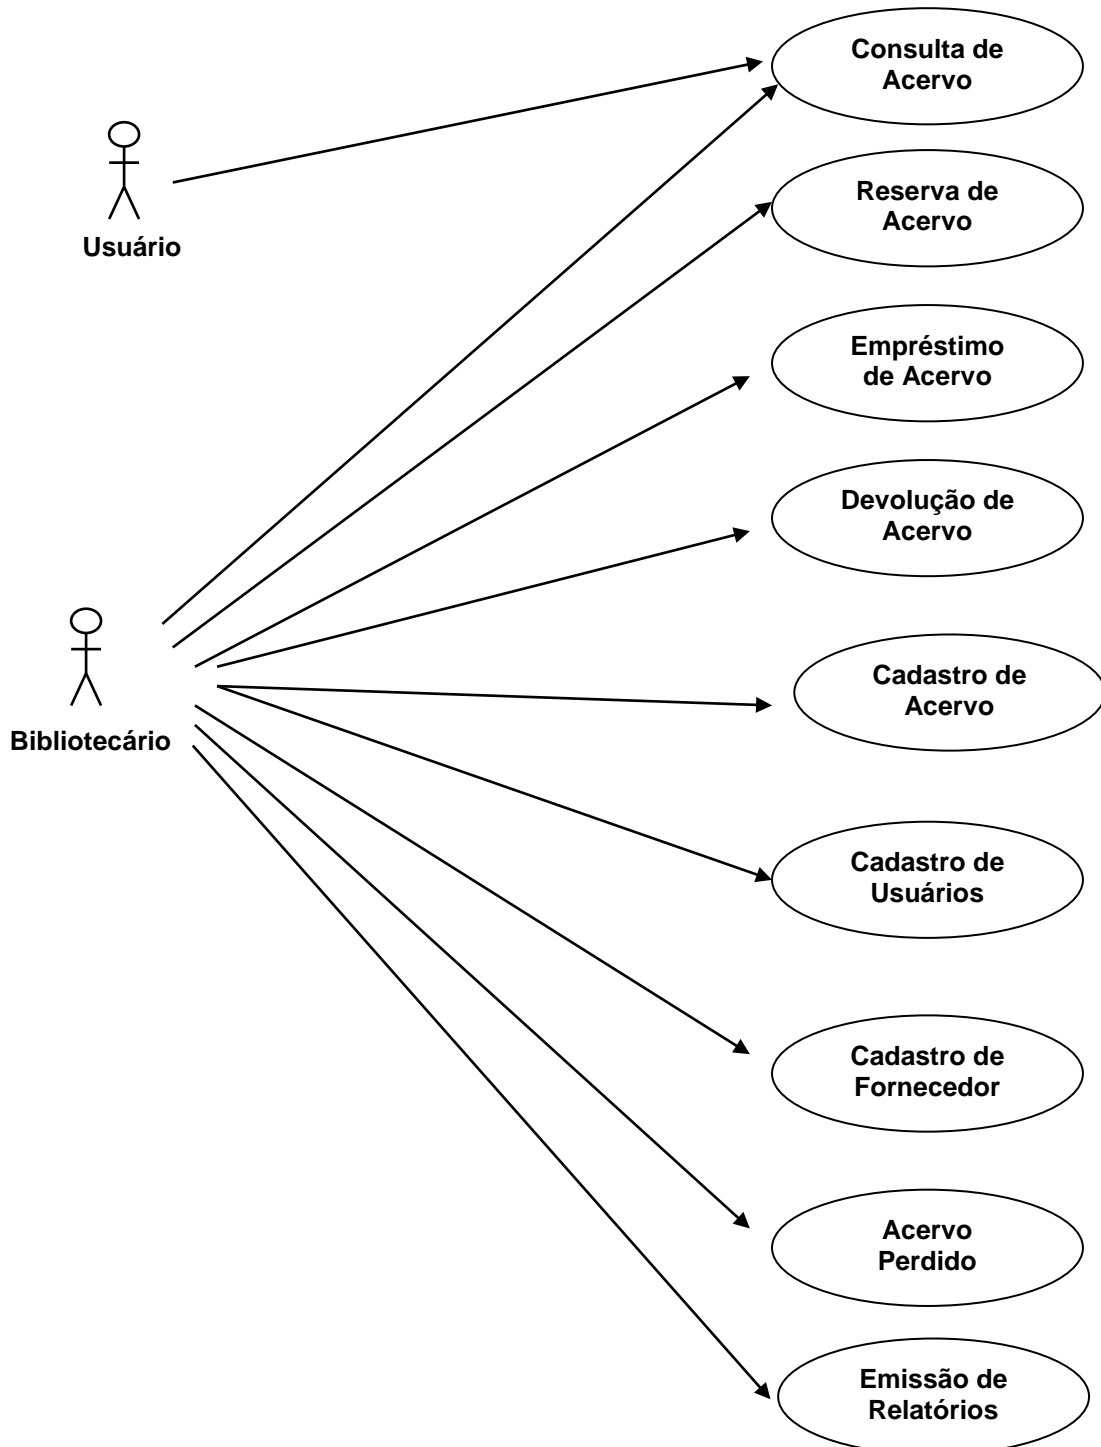 Consulta de
Acervo
Usuário
Reserva de
Acervo
Empréstimo
de Acervo
Devolução de
Acervo
Bibliotecário
Cadastro de
Acervo
Cadastro de
Usuários
Cadastro de
Fornecedor
Acervo
Perdido
Emissão de
Relatórios